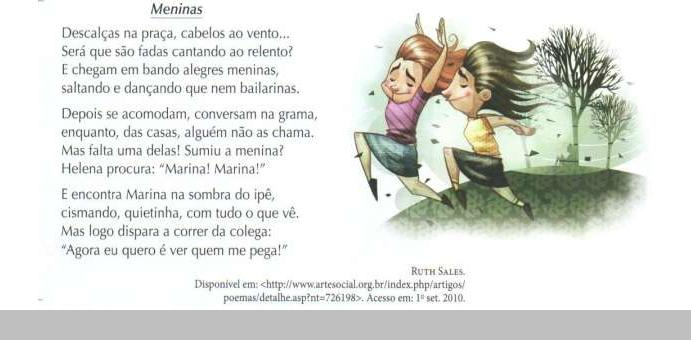 Meninas
Descalças na praça, cabelos ao vento...
Será que são fadas cantando ao relento?
E chegam em bando alegres meninas,
saltando e dançando que nem bailarinas.
Depois se acomodam, conversam na grama,
enquanto, das casas, alguém não as chama.
Mas falta uma delas! Sumiu a menina?
Helena procura: “Marina! Marina!”
E encontra Marina na sombra do ipê,
cismando, quietinha, com tudo o que vê.
Mas logo dispara a correr da colega:
“Agora eu quero é ver quem me pega!”
RUTH SALES.
Disponível em: <http://www.artesocial.org.br/index.php/artigos/
poemas/detalhe.asp?nt=726198>. Acesso em: 1º set. 2010.